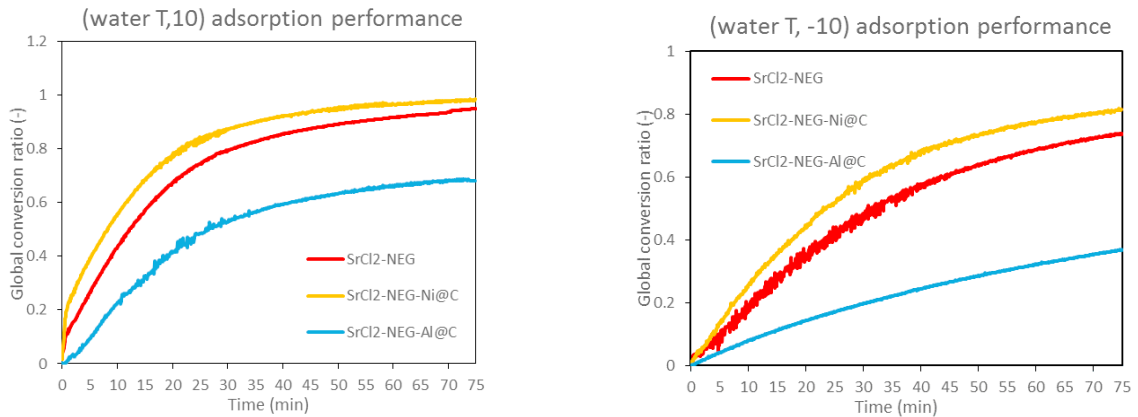 (water T,10) adsorption performance
Global conversion ratio (-)
1.2
1
0.8
0.6
0.4
0.2
0
SrCl2-NEG
SrCl2-NEG-Ni@C
SrCl2-NEG-Al@C
0 5 10 15 20 25 30 35 40 45 50 55 60 65 70 75
Time (min)
(water T, -10) adsorption performance
Global conversion ratio (-)
1
0.8
0.6
0.4
0.2
0
SrCl2-NEG
SrCl2-NEG-Ni@C
SrCl2-NEG-Al@C
0 5 10 15 20 25 30 35 40 45 50 55 60 65 70 75
Time (min)